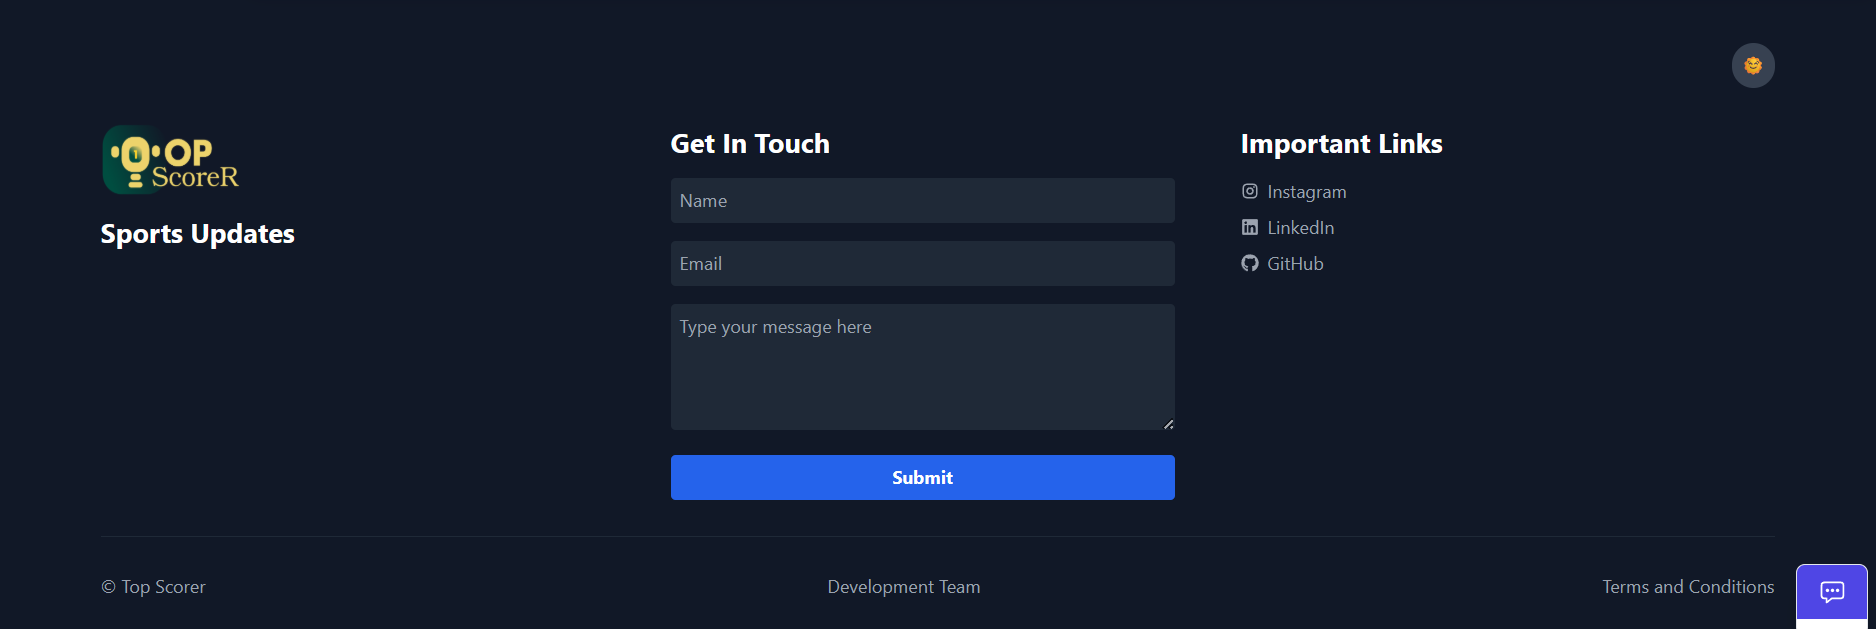 1 OP
ScoreR
Sports Updates
Get In Touch
Name
Email
Type your message here
Submit
Important Links
Instagram
LinkedIn
GitHub
© Top Scorer
Development Team
Terms and Conditions